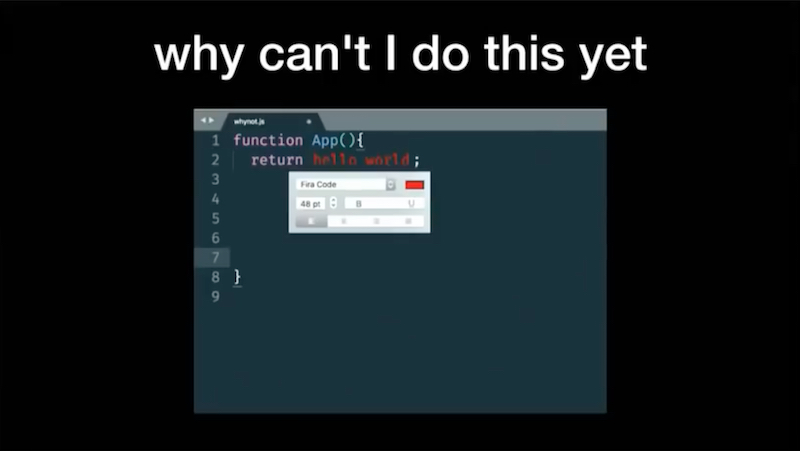 why can't I do this yet
whynot.js
1 function App(){
2 return hello world;
3
Fira Code
4
48 pt B U
5
6
7
8 }
9